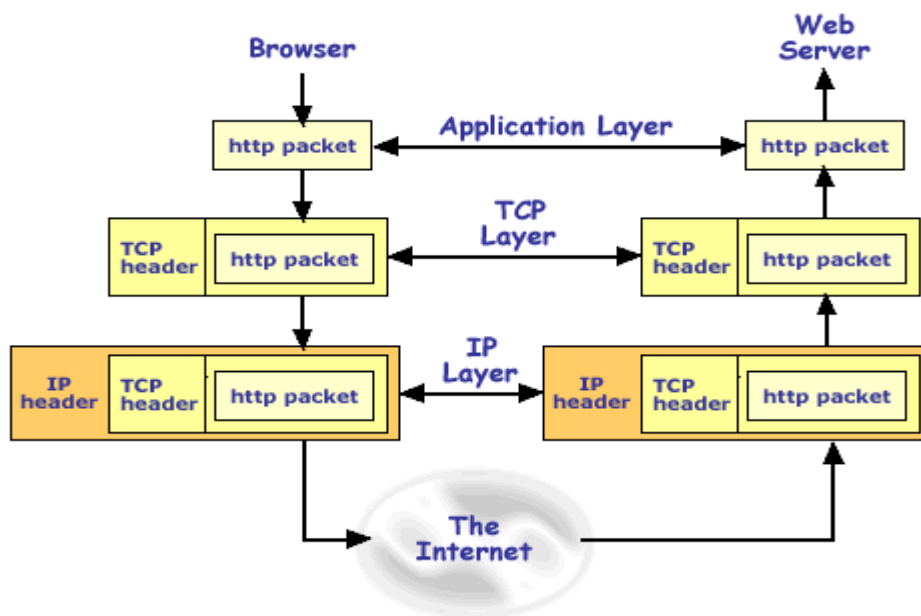 Browser
Web
Server
http packet
Application Layer
http packet
TCP
header
http packet
TCP
Layer
TCP
header
http packet
IP
header
TCP
header
http packet
IP
Layer
IP
header
TCP
header
http packet
The
Internet